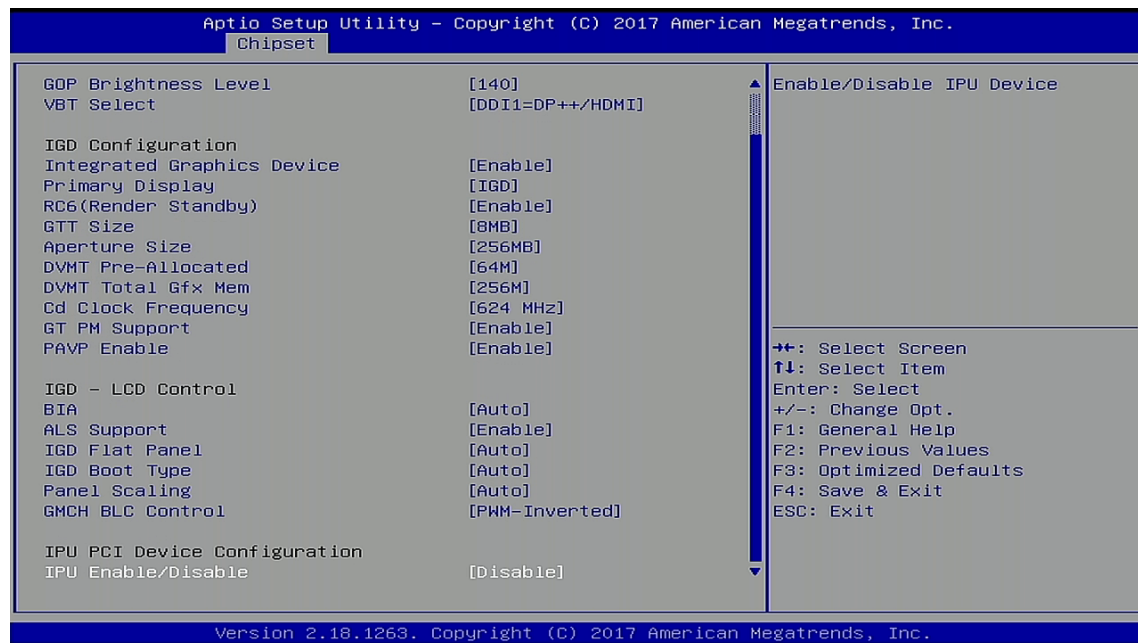 Aptio Setup Utility – Copyright (C) 2017 American Megatrends, Inc.
Chipset
GOP Brightness Level [140]
VBT Select [DDI1=DP++/HDMI]
IGD Configuration
Integrated Graphics Device [Enable]
Primary Display [IGD]
RC6(Render Standby) [Enable]
GTT Size [8MB]
Aperture Size [256MB]
DVMT Pre-Allocated [64M]
DVMT Total Gfx Mem [256M]
Cd Clock Frequency [624 MHz]
GT PM Support [Enable]
PAVP Enable [Enable]
IGD – LCD Control
BIA [Auto]
ALS Support [Enable]
IGD Flat Panel [Auto]
IGD Boot Type [Auto]
Panel Scaling [Auto]
GMCH BLC Control [PWM-Inverted]
IPU PCI Device Configuration
IPU Enable/Disable [Disable]
Enable/Disable IPU Device
→←: Select Screen
↑↓: Select Item
Enter: Select
+/-: Change Opt.
F1: General Help
F2: Previous Values
F3: Optimized Defaults
F4: Save & Exit
ESC: Exit
Version 2.18.1263. Copyright (C) 2017 American Megatrends, Inc.